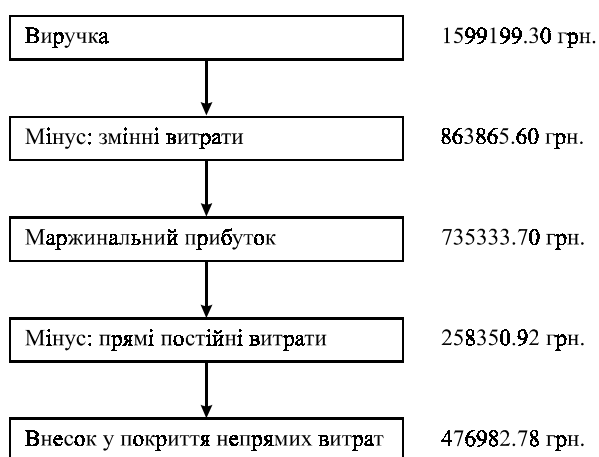 Виручка 1599199.30 грн.
Мінус: змінні витрати 863865.60 грн.
Маржинальний прибуток 735333.70 грн.
Мінус: прямі постійні витрати 258350.92 грн.
Внесок у покриття непрямих витрат 476982.78 грн.